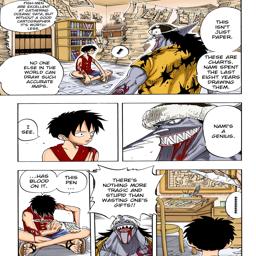 FISH-MEN
ARE EXCELLENT
AT GATHERING
OCEANIC DATA, BUT
WITHOUT A GOOD
CARTOGRAPHER
IT'S WORTH-
LESS.
THIS
ISN'T
JUST
PAPER.
THESE ARE
CHARTS.
NAMI SPENT
THE LAST
EIGHT YEARS
DRAWING
THEM.
NO ONE
ELSE IN THE
WORLD CAN
DRAW SUCH
ACCURATE
MAPS.
I
SEE.
NAMI'S
A
GENIUS.
THIS
PEN
...HAS
BLOOD
ON IT.
THERE'S
NOTHING MORE
TRAGIC AND
STUPID THAN
WASTING ONE'S
GIFTS!!